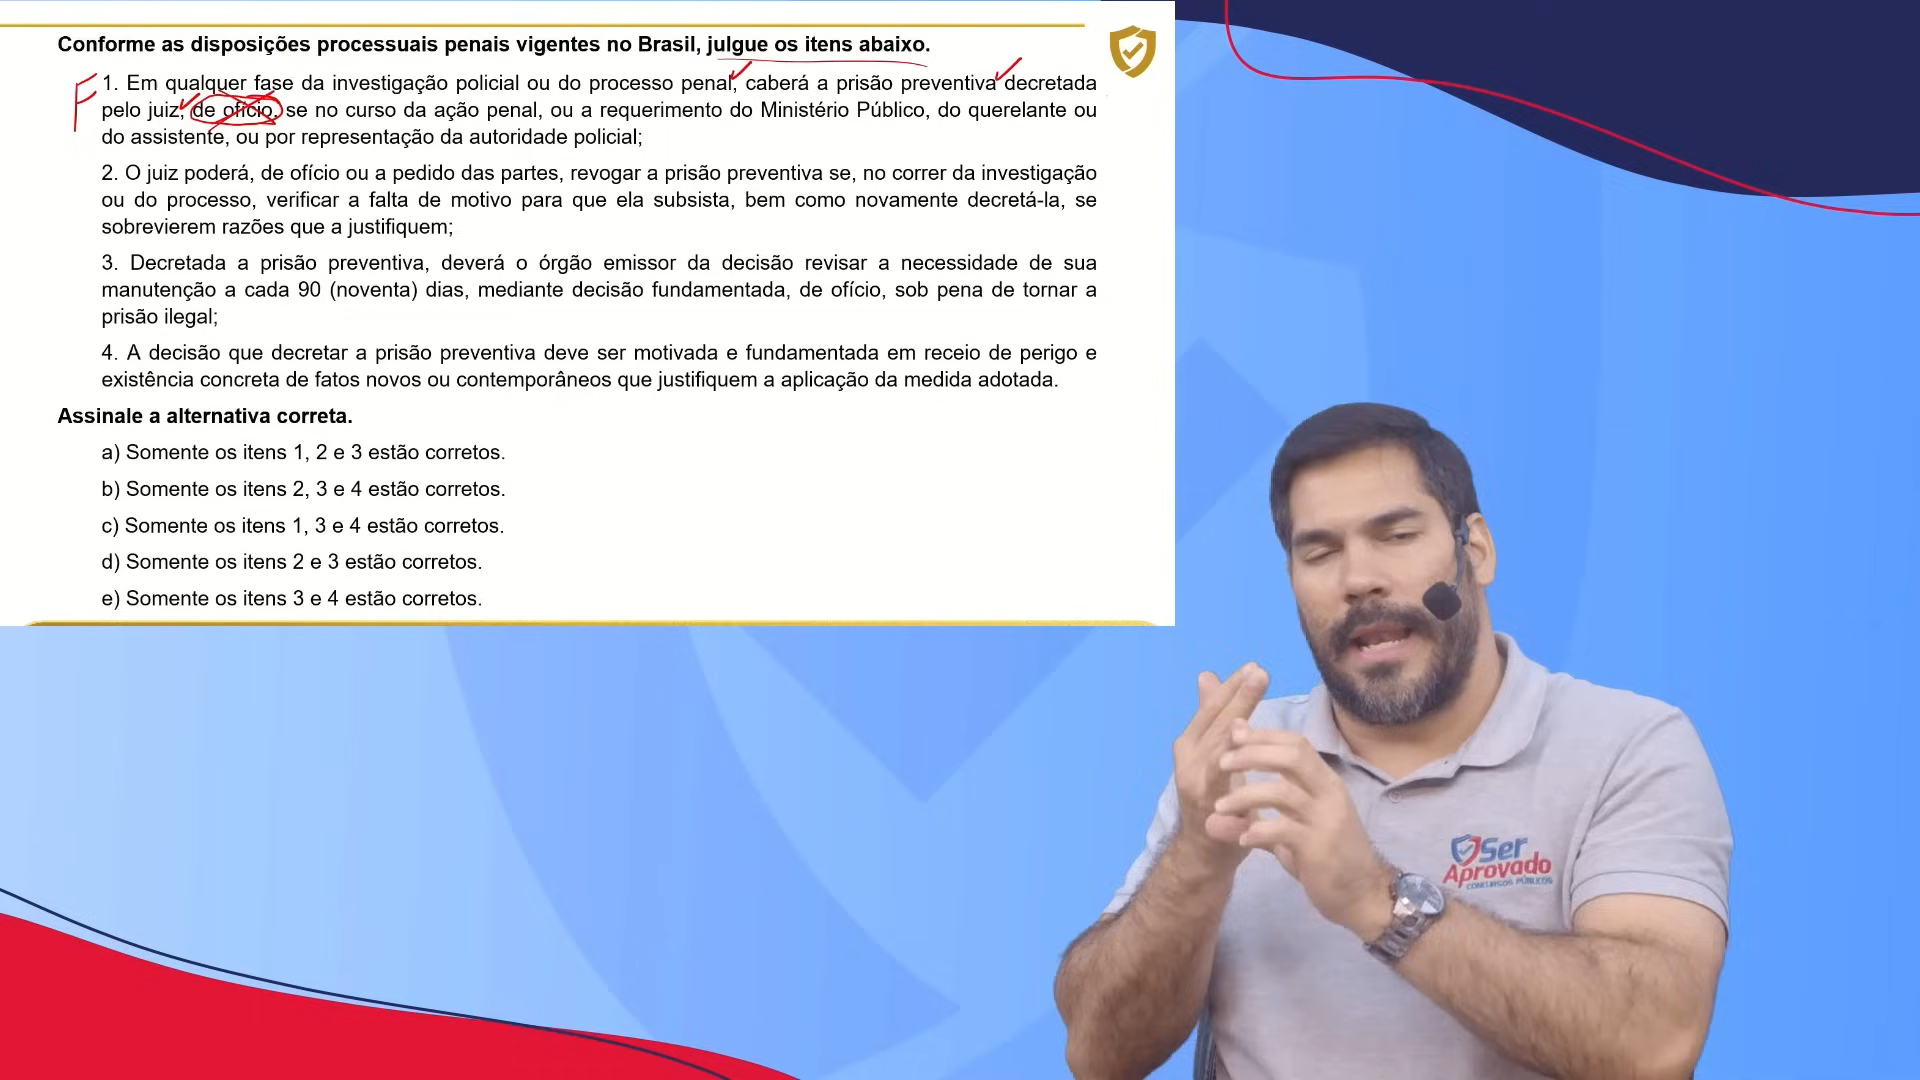 Conforme as disposições processuais penais vigentes no Brasil, julgue os itens abaixo.
F 1. Em qualquer fase da investigação policial ou do processo penal, caberá a prisão preventiva decretada
pelo juiz, de ofício, se no curso da ação penal, ou a requerimento do Ministério Público, do querelante ou
do assistente, ou por representação da autoridade policial;
2. O juiz poderá, de ofício ou a pedido das partes, revogar a prisão preventiva se, no correr da investigação
ou do processo, verificar a falta de motivo para que ela subsista, bem como novamente decretá-la, se
sobrevierem razões que a justifiquem;
3. Decretada a prisão preventiva, deverá o órgão emissor da decisão revisar a necessidade de sua
manutenção a cada 90 (noventa) dias, mediante decisão fundamentada, de ofício, sob pena de tornar a
prisão ilegal;
4. A decisão que decretar a prisão preventiva deve ser motivada e fundamentada em receio de perigo e
existência concreta de fatos novos ou contemporâneos que justifiquem a aplicação da medida adotada.
Assinale a alternativa correta.
a) Somente os itens 1, 2 e 3 estão corretos.
b) Somente os itens 2, 3 e 4 estão corretos.
c) Somente os itens 1, 3 e 4 estão corretos.
d) Somente os itens 2 e 3 estão corretos.
e) Somente os itens 3 e 4 estão corretos.
Ser
Aprovado
CONCURSOS PÚBLICOS